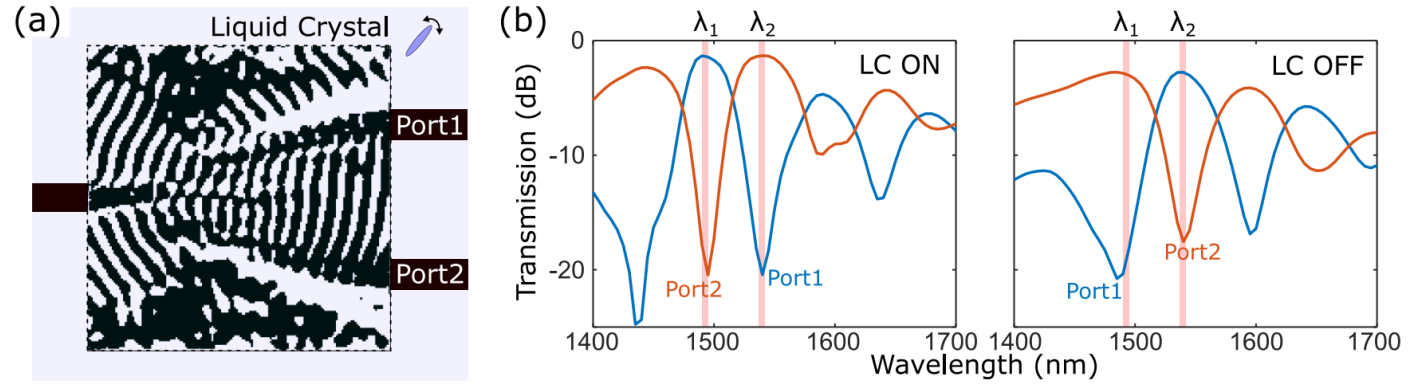 (a)
Liquid Crystal
Port1
Port2
(b)
λ1 λ2
LC ON
0
-10
-20
Transmission (dB)
Port2
Port1
1400 1500 1600 1700
λ1 λ2
LC OFF
Port2
Port1
1400 1500 1600 1700
Wavelength (nm)